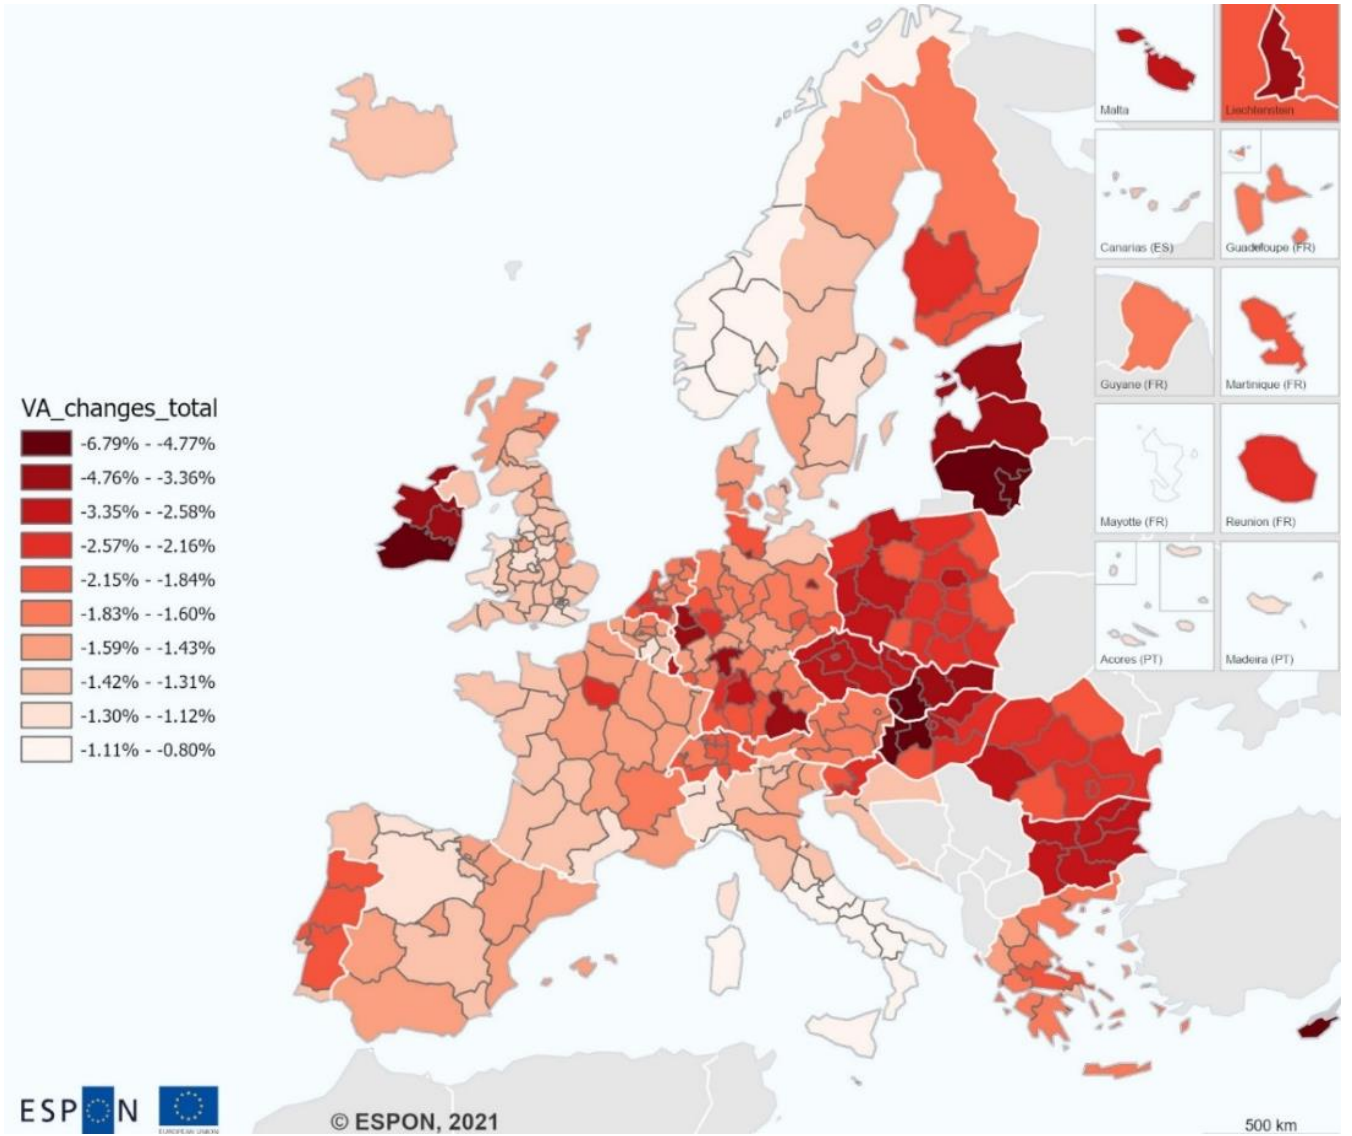 Malta
Liechtenstein
Canarias (ES)
Guadeloupe (FR)
Guyane (FR)
Martinique (FR)
Mayotte (FR)
Reunion (FR)
Acores (PT)
Madeira (PT)
VA_changes_total
-6.79% - -4.77%
-4.76% - -3.36%
-3.35% - -2.58%
-2.57% - -2.16%
-2.15% - -1.84%
-1.83% - -1.60%
-1.59% - -1.43%
-1.42% - -1.31%
-1.30% - -1.12%
-1.11% - -0.80%
ESPON
EUROPEAN UNION
© ESPON, 2021
500 km